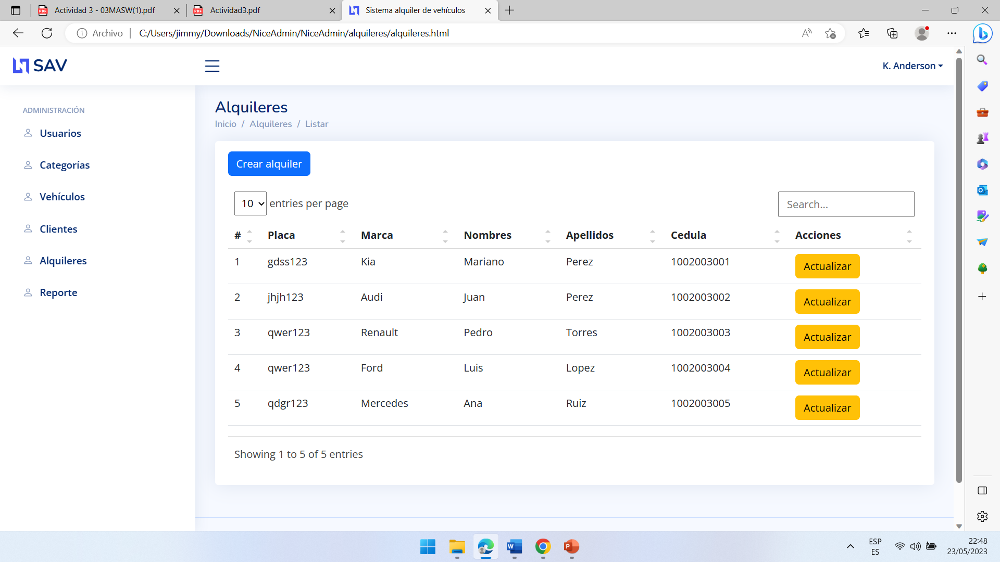 Actividad 3 - 03MASW(1).pdf
Actividad3.pdf
Sistema alquiler de vehículos
Archivo
C:/Users/jimmy/Downloads/NiceAdmin/NiceAdmin/alquileres/alquileres.html
SAV
K. Anderson
ADMINISTRACIÓN
Usuarios
Categorías
Vehículos
Clientes
Alquileres
Reporte
Alquileres
Inicio / Alquileres / Listar
Crear alquiler
10 entries per page
Search...
# Placa Marca Nombres Apellidos Cedula Acciones
1 gdss123 Kia Mariano Perez 1002003001 Actualizar
2 jhjh123 Audi Juan Perez 1002003002 Actualizar
3 qwer123 Renault Pedro Torres 1002003003 Actualizar
4 qwer123 Ford Luis Lopez 1002003004 Actualizar
5 qdgr123 Mercedes Ana Ruiz 1002003005 Actualizar
Showing 1 to 5 of 5 entries
ESP
ES
22:48
23/05/2023